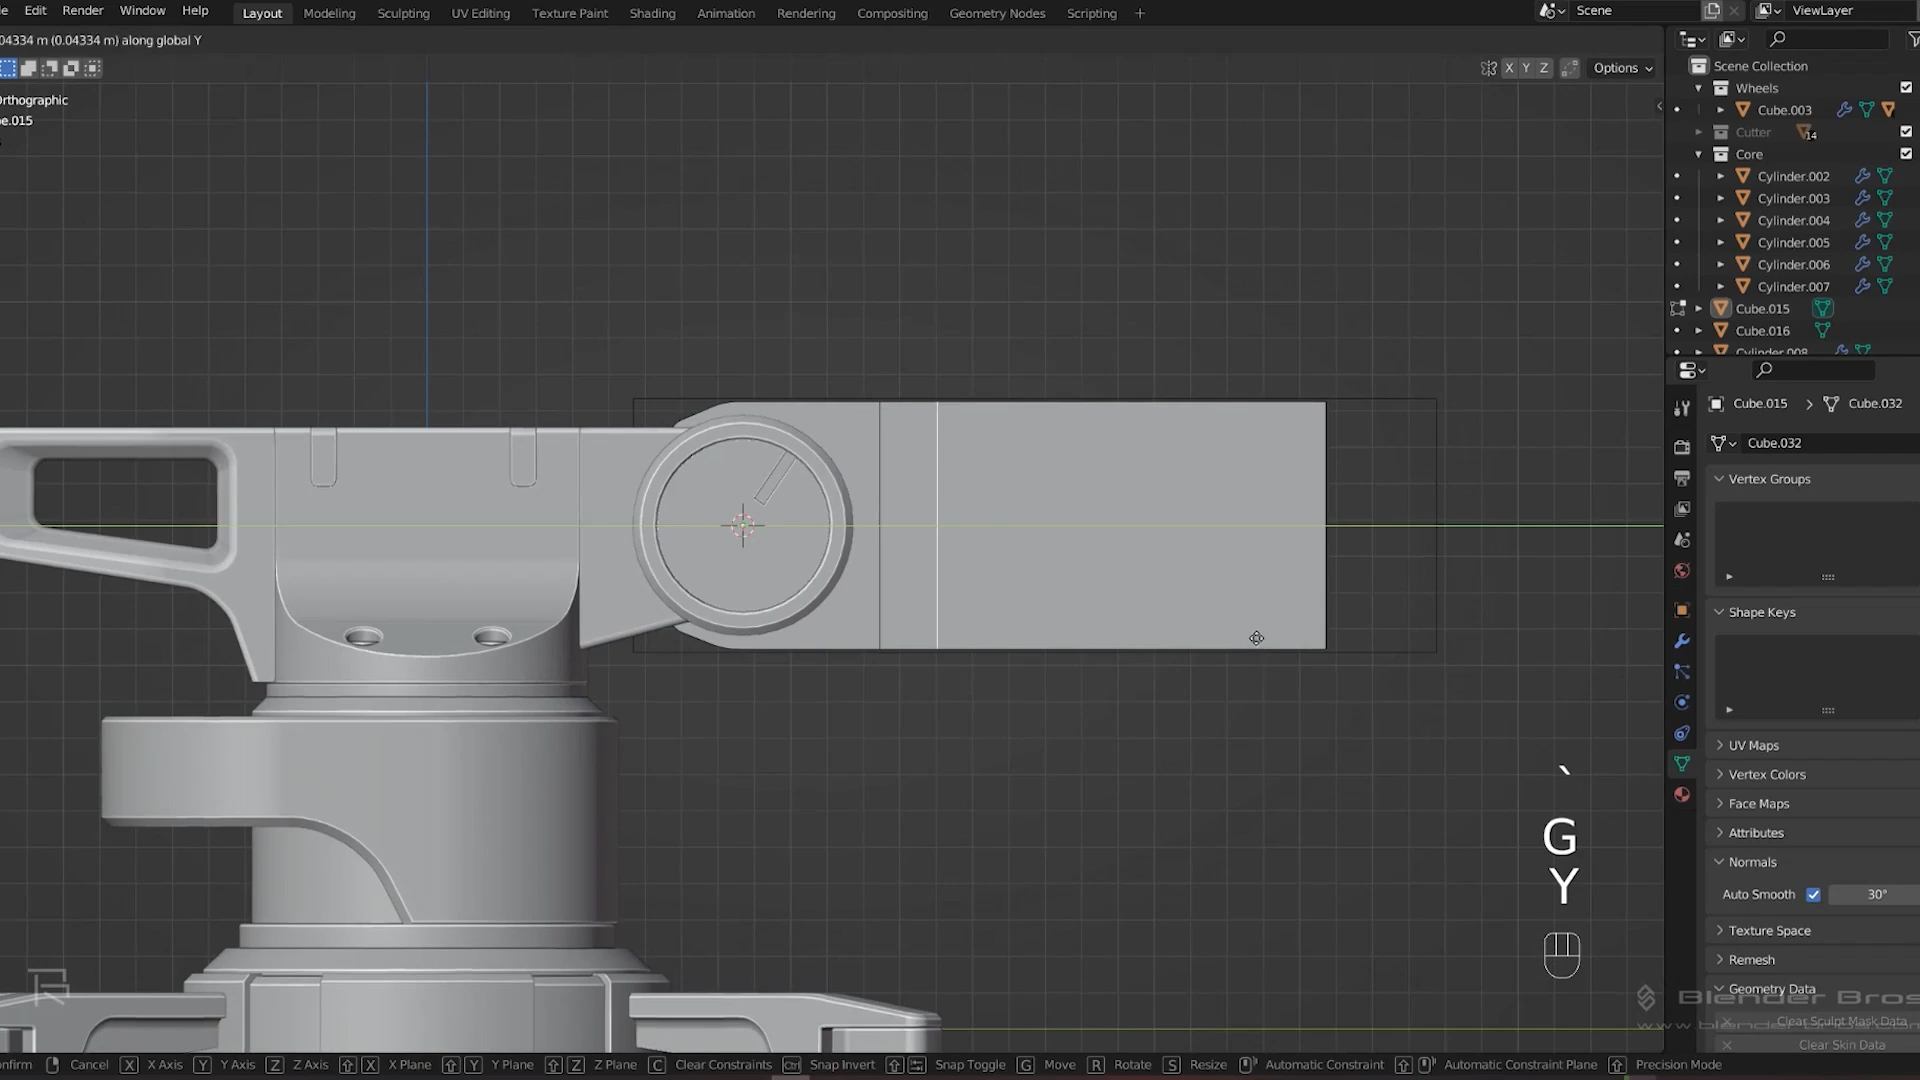 Edit Render Window Help Layout Modeling Sculpting UV Editing Texture Paint Shading Animation Rendering Compositing Geometry Nodes Scripting + Scene ViewLayer
04334 m (0.04334 m) along global Y
X Y Z Options
rthographic
e.015
Scene Collection
Wheels
Cube.003
Cutter 14
Core
Cylinder.002
Cylinder.003
Cylinder.004
Cylinder.005
Cylinder.006
Cylinder.007
Cube.015
Cube.016
Cylinder.008
Cube.015 > Cube.032
Cube.032
Vertex Groups
Shape Keys
UV Maps
Vertex Colors
Face Maps
Attributes
Normals
Auto Smooth 30°
Texture Space
Remesh
Geometry Data
Clear Sculpt Mask Data
Clear Skin Data
`
G
Y
Blender Bros
onfirm Cancel X X Axis Y Y Axis Z Z Axis X X Plane Y Y Plane Z Z Plane C Clear Constraints Ctrl Snap Invert Snap Toggle G Move R Rotate S Resize Automatic Constraint Automatic Constraint Plane Precision Mode